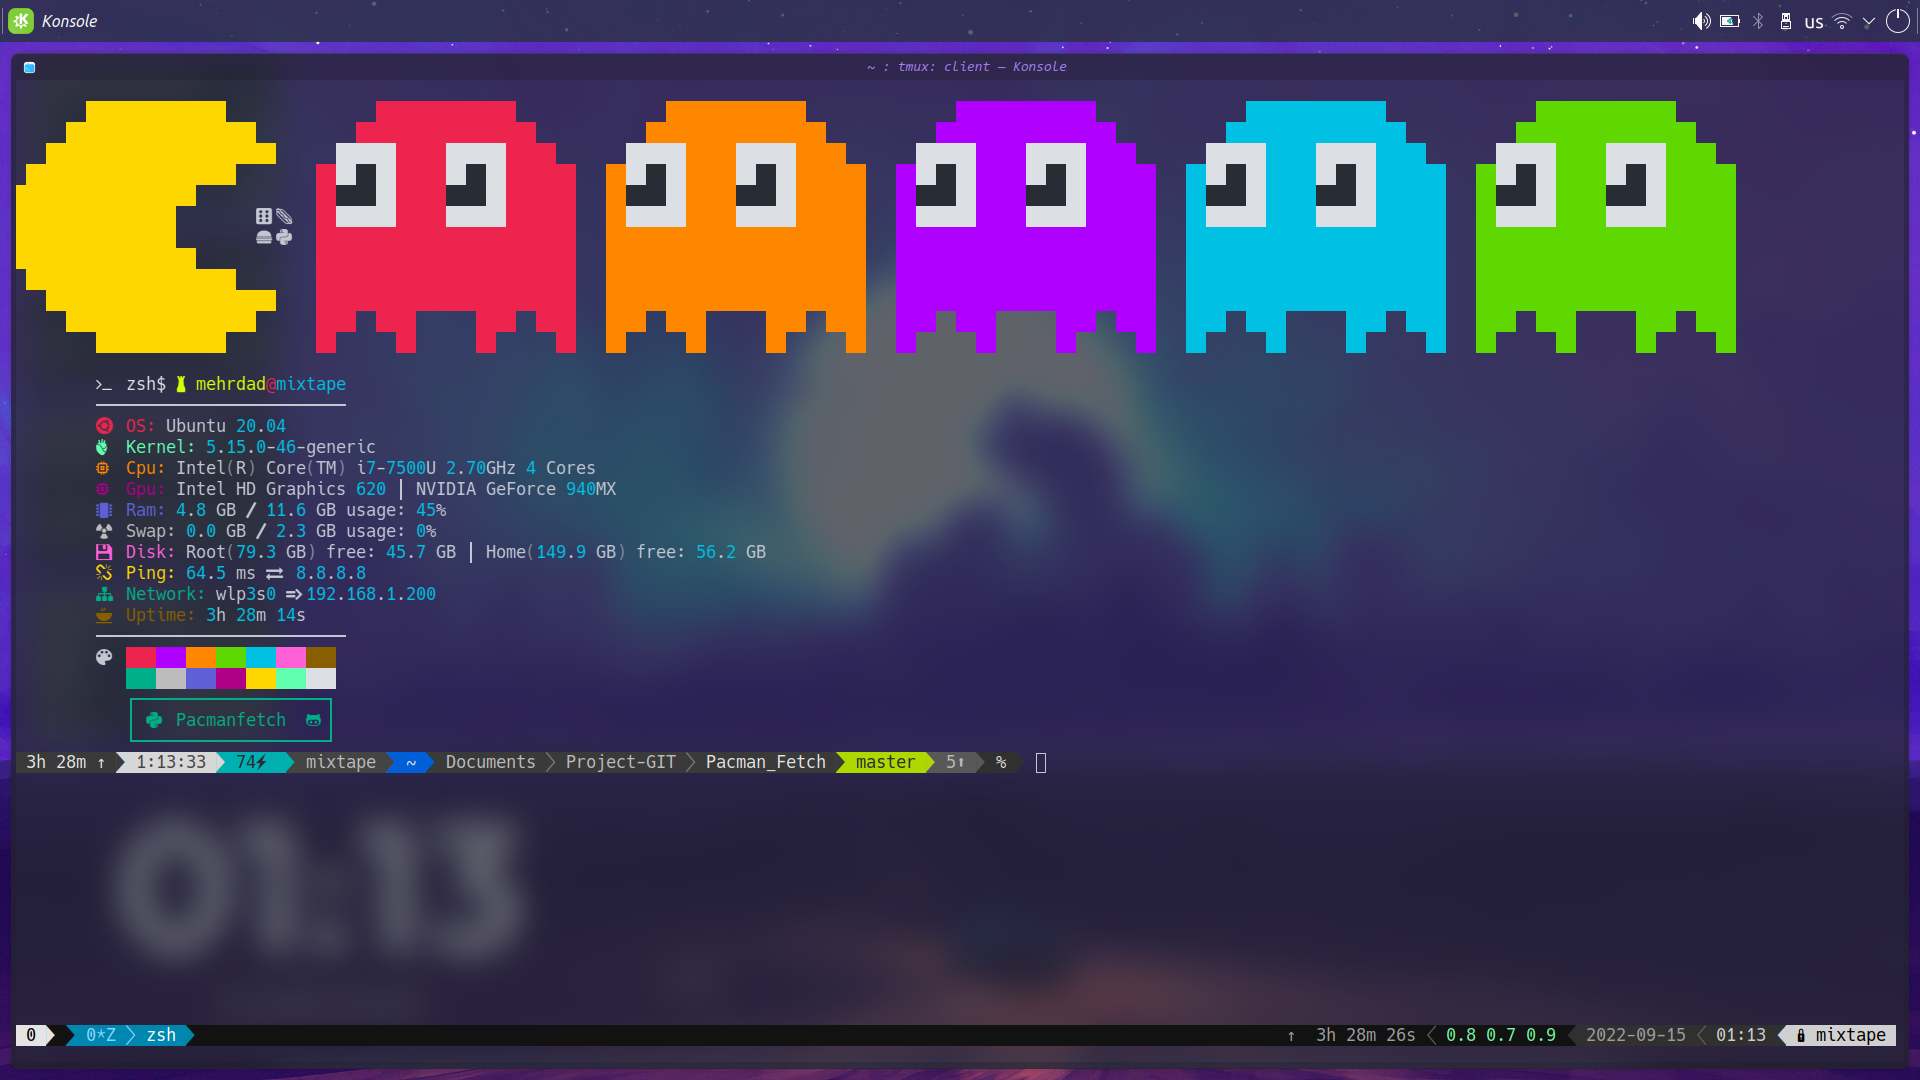 Konsole
us
~ : tmux: client — Konsole
zsh$ mehrdad@mixtape
OS: Ubuntu 20.04
Kernel: 5.15.0-46-generic
Cpu: Intel(R) Core(TM) i7-7500U 2.70GHz 4 Cores
Gpu: Intel HD Graphics 620 | NVIDIA GeForce 940MX
Ram: 4.8 GB / 11.6 GB usage: 45%
Swap: 0.0 GB / 2.3 GB usage: 0%
Disk: Root(79.3 GB) free: 45.7 GB | Home(149.9 GB) free: 56.2 GB
Ping: 64.5 ms ⇄ 8.8.8.8
Network: wlp3s0 =>192.168.1.200
Uptime: 3h 28m 14s
Pacmanfetch
3h 28m ↑ 1:13:33 74⚡ mixtape ~ Documents Project-GIT Pacman_Fetch master 5⬆ %
01:13
0 0*Z zsh ↑ 3h 28m 26s 0.8 0.7 0.9 2022-09-15 01:13 mixtape